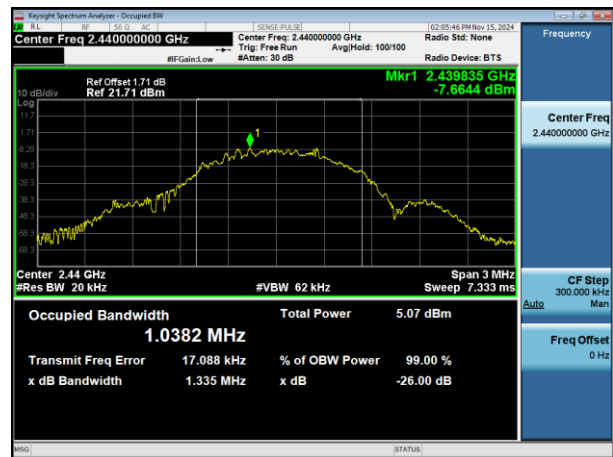 Keysight Spectrum Analyzer - Occupied BW
RL RF 50 Ω AC SENSE:PULSE 02:05:46 PM Nov 15, 2024
Center Freq 2.440000000 GHz Center Freq: 2.440000000 GHz Radio Std: None
Trig: Free Run Avg|Hold: 100/100
#IFGain:Low #Atten: 30 dB Radio Device: BTS
Frequency
Ref Offset 1.71 dB Mkr1 2.439835 GHz
10 dB/div Ref 21.71 dBm -7.6644 dBm
Log
11.7
1.71
-8.29
-18.3
-28.3
-38.3
-48.3
-58.3
-68.3
1
Center 2.44 GHz Span 3 MHz
#Res BW 20 kHz #VBW 62 kHz Sweep 7.333 ms
Occupied Bandwidth Total Power 5.07 dBm
1.0382 MHz
Transmit Freq Error 17.088 kHz % of OBW Power 99.00 %
x dB Bandwidth 1.335 MHz x dB -26.00 dB
Center Freq
2.440000000 GHz
CF Step
300.000 kHz
Auto Man
Freq Offset
0 Hz
MSG STATUS